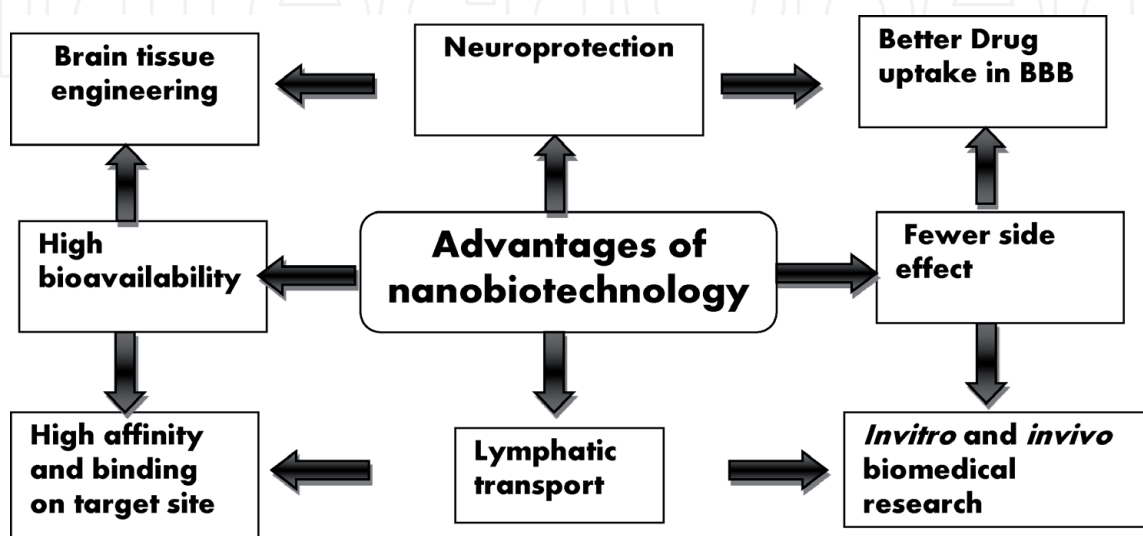 Brain tissue
engineering
Neuroprotection
Better Drug
uptake in BBB
High
bioavailability
Advantages of
nanobiotechnology
Fewer side
effect
High affinity
and binding
on target site
Lymphatic
transport
Invitro and invivo
biomedical
research